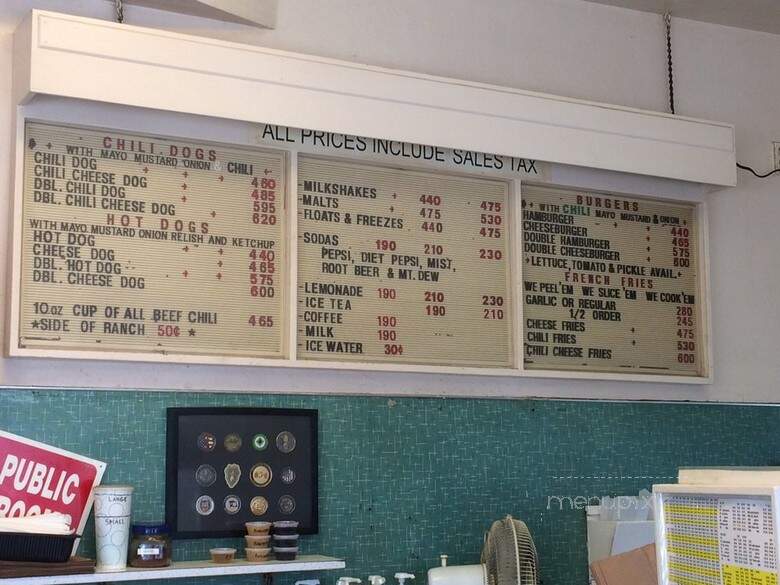 ALL PRICES INCLUDE SALES TAX
CHILI DOGS
+ WITH MAYO MUSTARD ONION & CHILI +
CHILI DOG + + 460
CHILI CHEESE DOG + + 485
DBL. CHILI DOG + + 595
DBL. CHILI CHEESE DOG 620
HOT DOGS
WITH MAYO MUSTARD ONION RELISH AND KETCHUP
HOT DOG + + 440
CHEESE DOG + + 465
DBL. HOT DOG + + 575
DBL. CHEESE DOG 600
10 oz CUP OF ALL BEEF CHILI 465
*SIDE OF RANCH 50¢ *
-MILKSHAKES + 440 475
-MALTS + 475 530
-FLOATS & FREEZES 440 475
-SODAS 190 210 230
PEPSI, DIET PEPSI, MIST,
ROOT BEER & MT. DEW
-LEMONADE 190 210 230
-ICE TEA 190 210
-COFFEE 190
-MILK 190
-ICE WATER 30¢
BURGERS
+ WITH CHILI MAYO MUSTARD & ONION +
HAMBURGER + 440
CHEESEBURGER + 465
DOUBLE HAMBURGER + 575
DOUBLE CHEESEBURGER 600
+LETTUCE, TOMATO & PICKLE AVAIL.+
FRENCH FRIES
WE PEEL'EM WE SLICE'EM WE COOK'EM
GARLIC OR REGULAR 280
1/2 ORDER 245
CHEESE FRIES + 475
CHILI FRIES + 530
CHILI CHEESE FRIES 600
PUBLIC
LARGE
SMALL
menupix